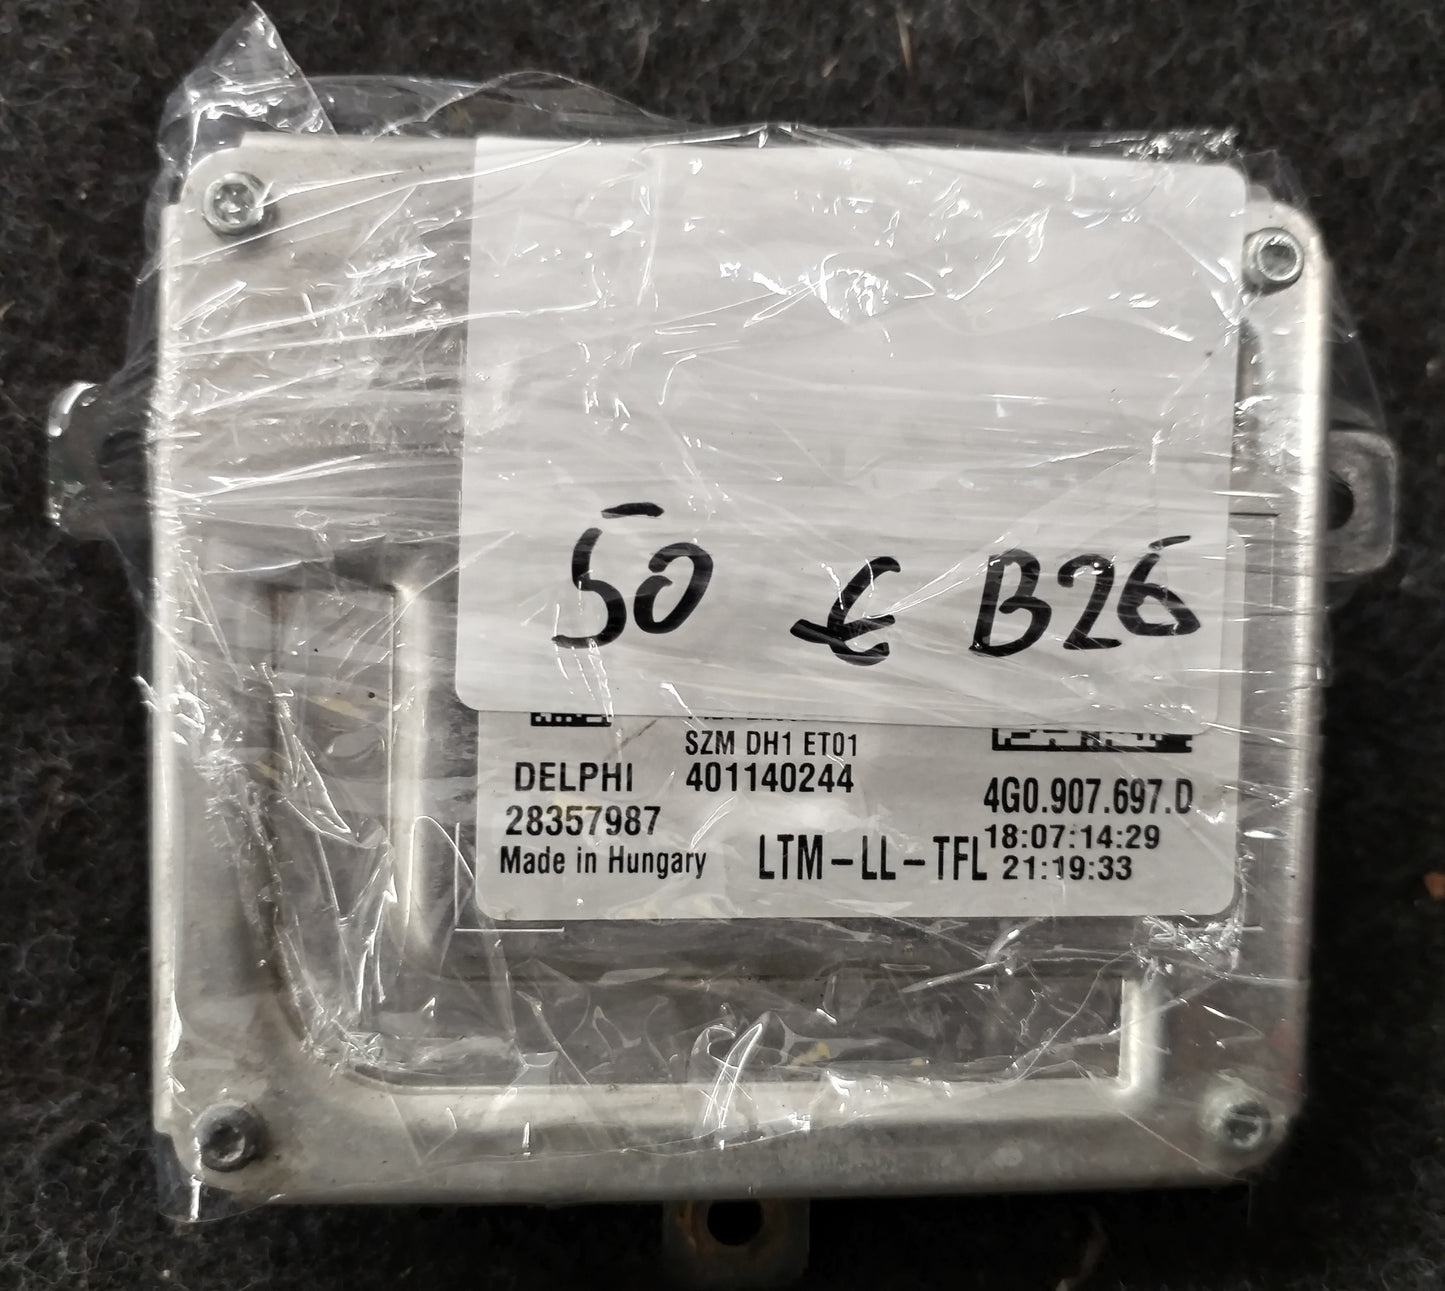 50 € B26
SZM DH1 ET01
DELPHI 401140244
28357987
Made in Hungary
LTM-LL-TFL
4G0.907.697.D
18:07:14:29
21:19:33